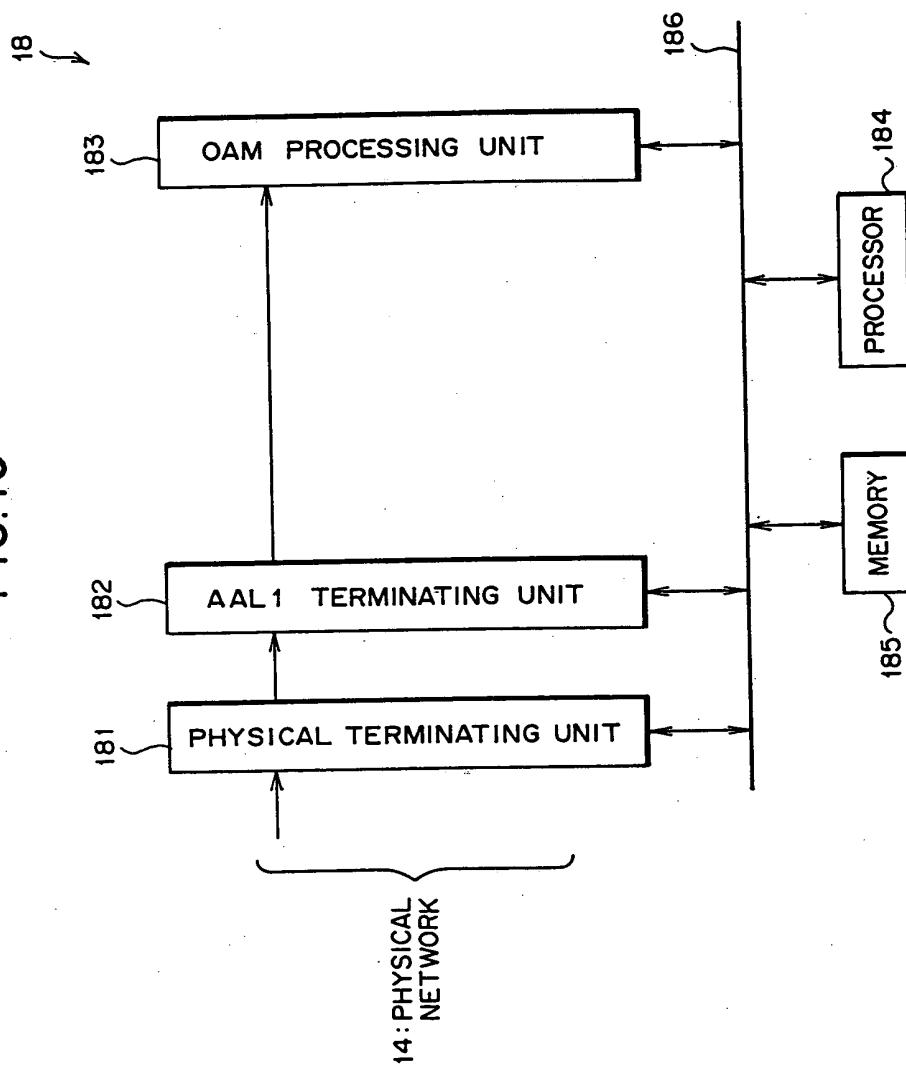 18
183
OAM PROCESSING UNIT
182
AAL1 TERMINATING UNIT
181
PHYSICAL TERMINATING UNIT
14: PHYSICAL
NETWORK
186
184
PROCESSOR
185
MEMORY